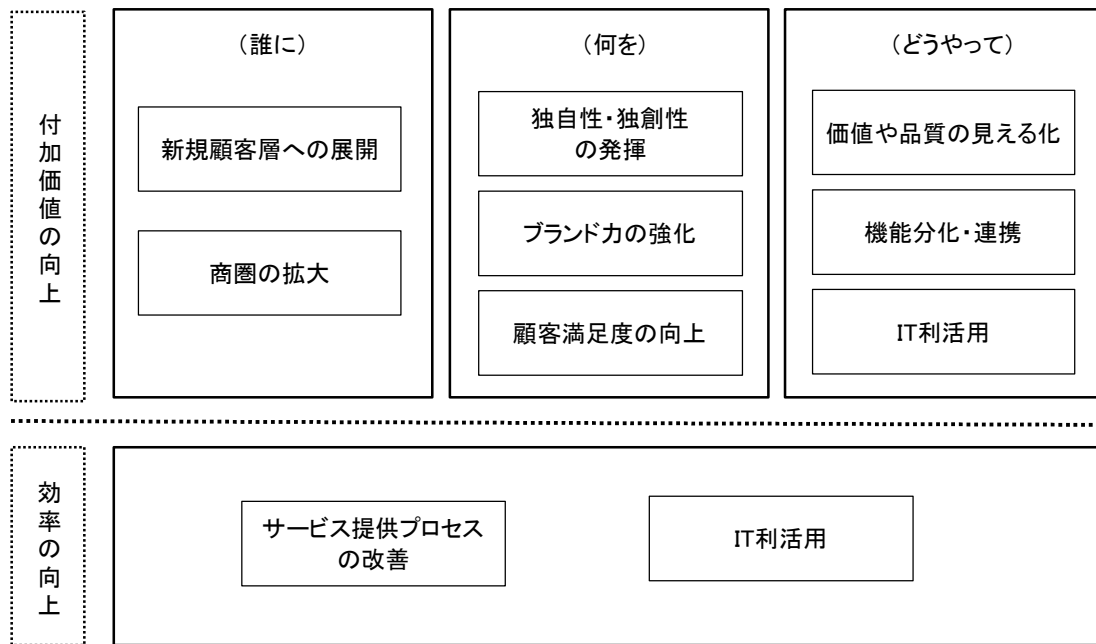 付加価値の向上
(誰に)
新規顧客層への展開
商圏の拡大
(何を)
独自性・独創性
の発揮
ブランド力の強化
顧客満足度の向上
(どうやって)
価値や品質の見える化
機能分化・連携
IT利活用
効率の向上
サービス提供プロセス
の改善
IT利活用